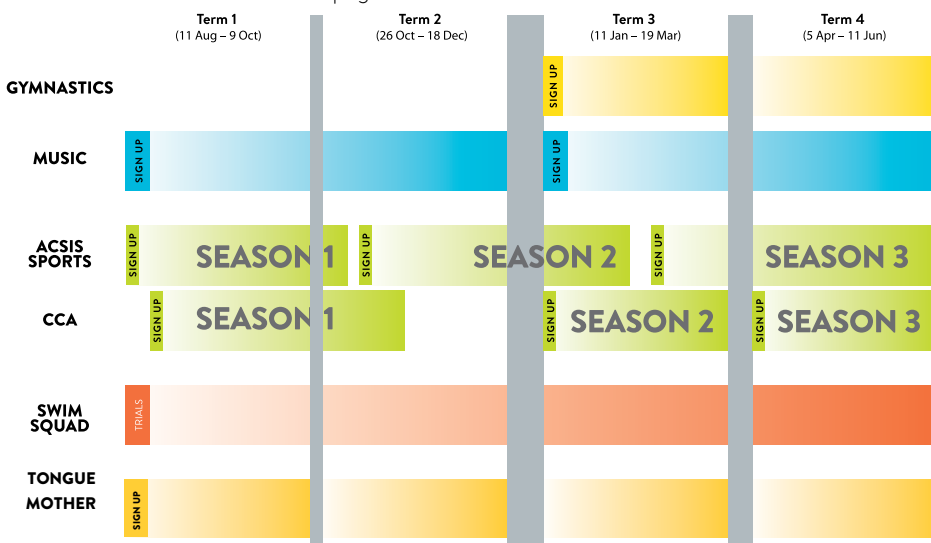 Term 1
(11 Aug – 9 Oct)
Term 2
(26 Oct – 18 Dec)
Term 3
(11 Jan – 19 Mar)
Term 4
(5 Apr – 11 Jun)
GYMNASTICS
SIGN UP
MUSIC
SIGN UP
SIGN UP
ACSIS
SPORTS
SIGN UP
SEASON 1
SIGN UP
SEASON 2
SIGN UP
SEASON 3
CCA
SIGN UP
SEASON 1
SIGN UP
SEASON 2
SIGN UP
SEASON 3
SWIM
SQUAD
TRIALS
TONGUE
MOTHER
SIGN UP